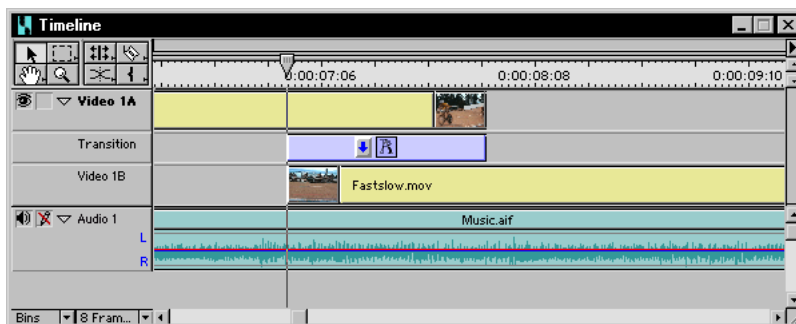 Timeline
0:00:07:06
0:00:08:08
0:00:09:10
Video 1A
Transition
Video 1B
Fastslow.mov
Audio 1
Music.aif
L
R
Bins
8 Fram...